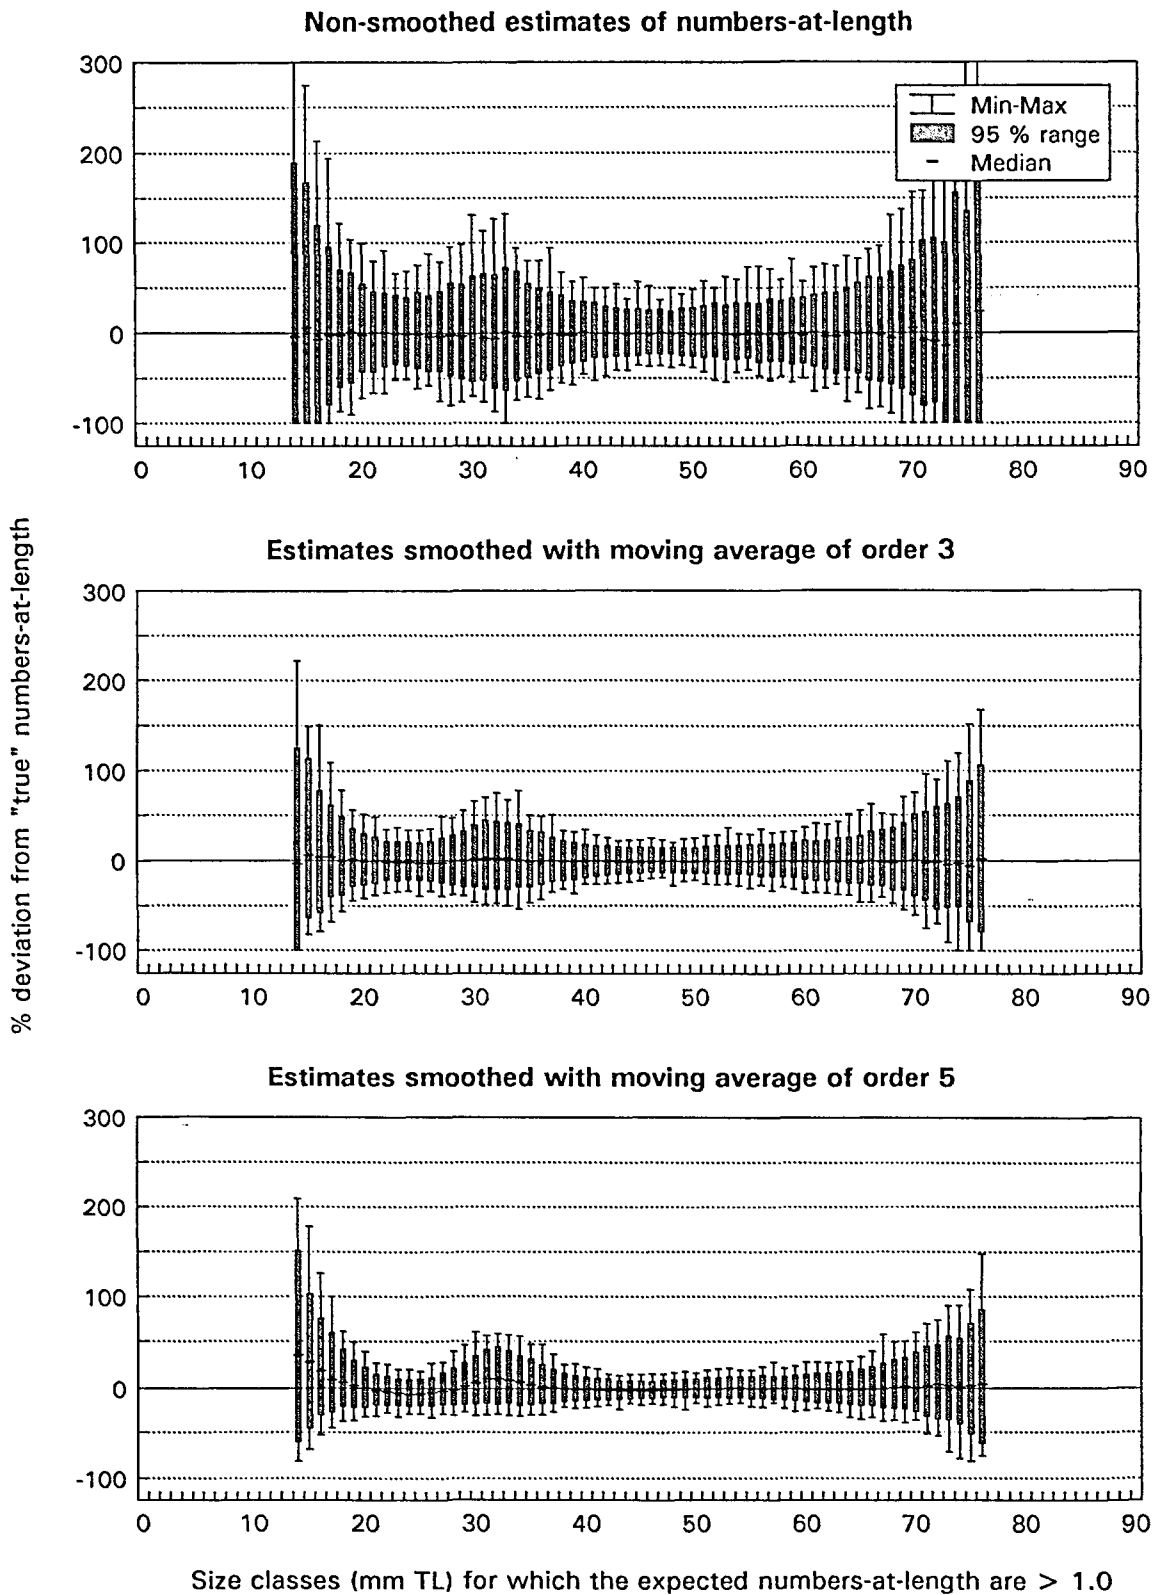 Non-smoothed estimates of numbers-at-length
300
200
100
0
-100
Min-Max
95 % range
Median
0 10 20 30 40 50 60 70 80 90
% deviation from "true" numbers-at-length
Estimates smoothed with moving average of order 3
300
200
100
0
-100
0 10 20 30 40 50 60 70 80 90
Estimates smoothed with moving average of order 5
300
200
100
0
-100
0 10 20 30 40 50 60 70 80 90
Size classes (mm TL) for which the expected numbers-at-length are > 1.0